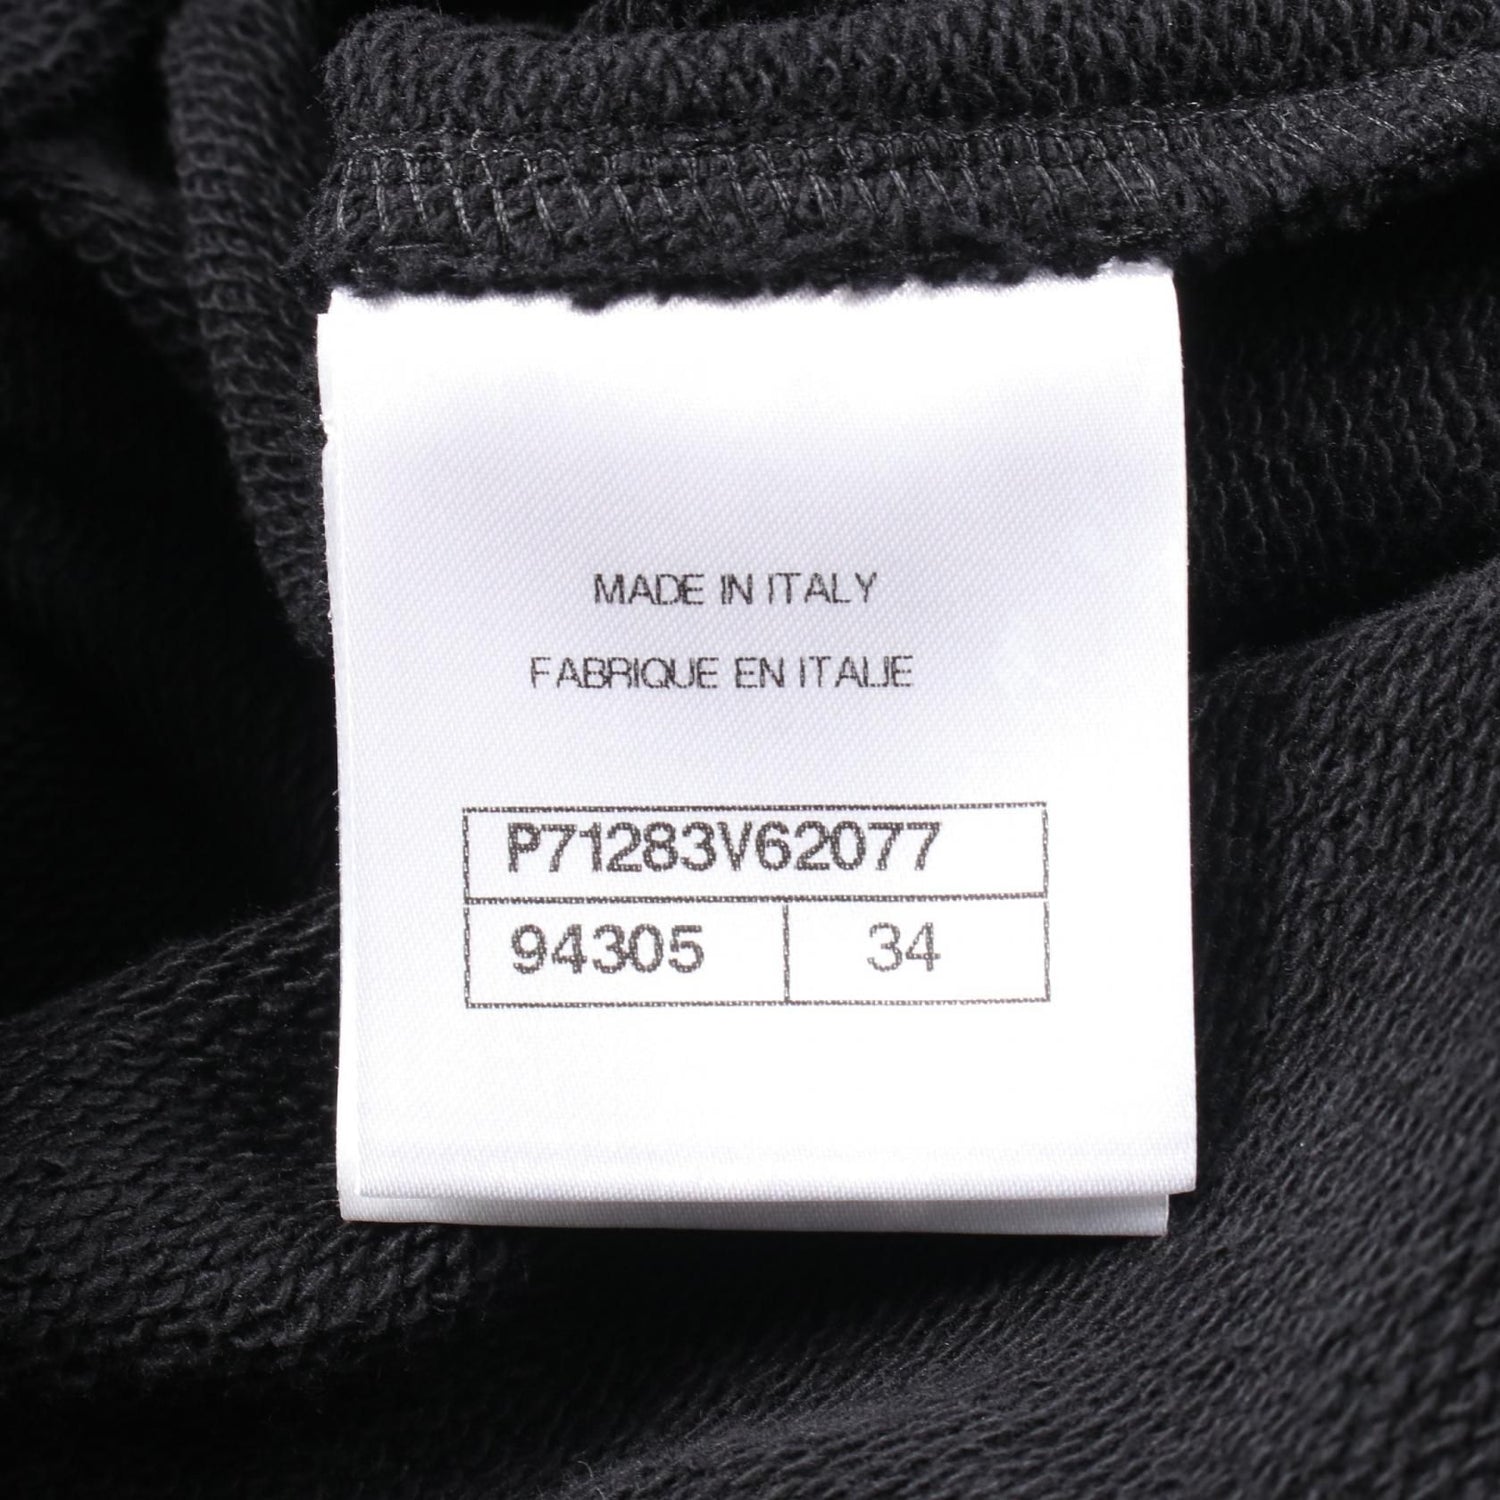 MADE IN ITALY
FABRIQUE EN ITALIE
P71283V62077
94305 34